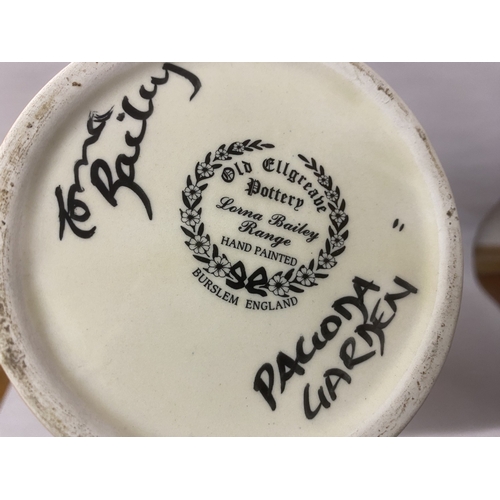 Lorna
Bailey
Old Ellgreave
Pottery
Lorna Bailey
Range
HAND PAINTED
BURSLEM ENGLAND
"
PAGODA
GARDEN